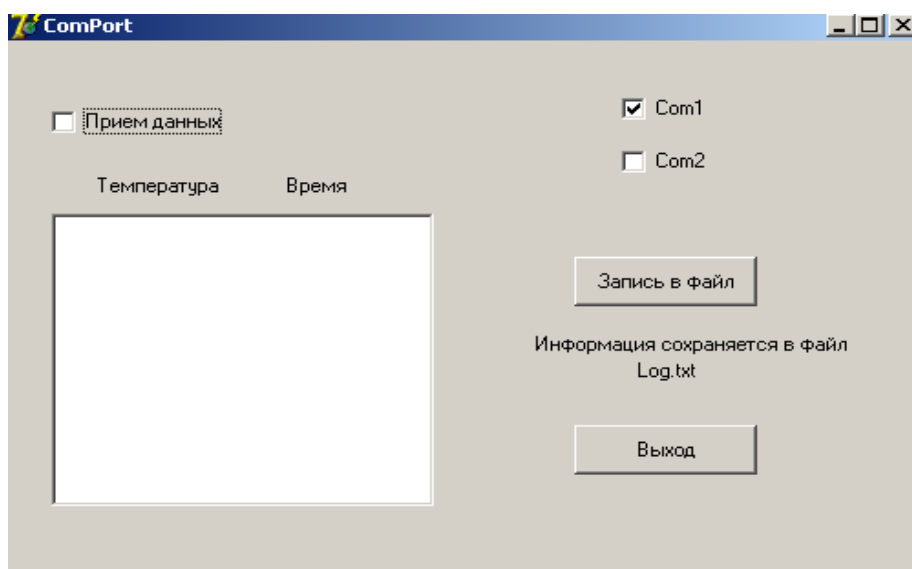 ComPort
Прием данных
Com1
Com2
Температура Время
Запись в файл
Информация сохраняется в файл
Log.txt
Выход